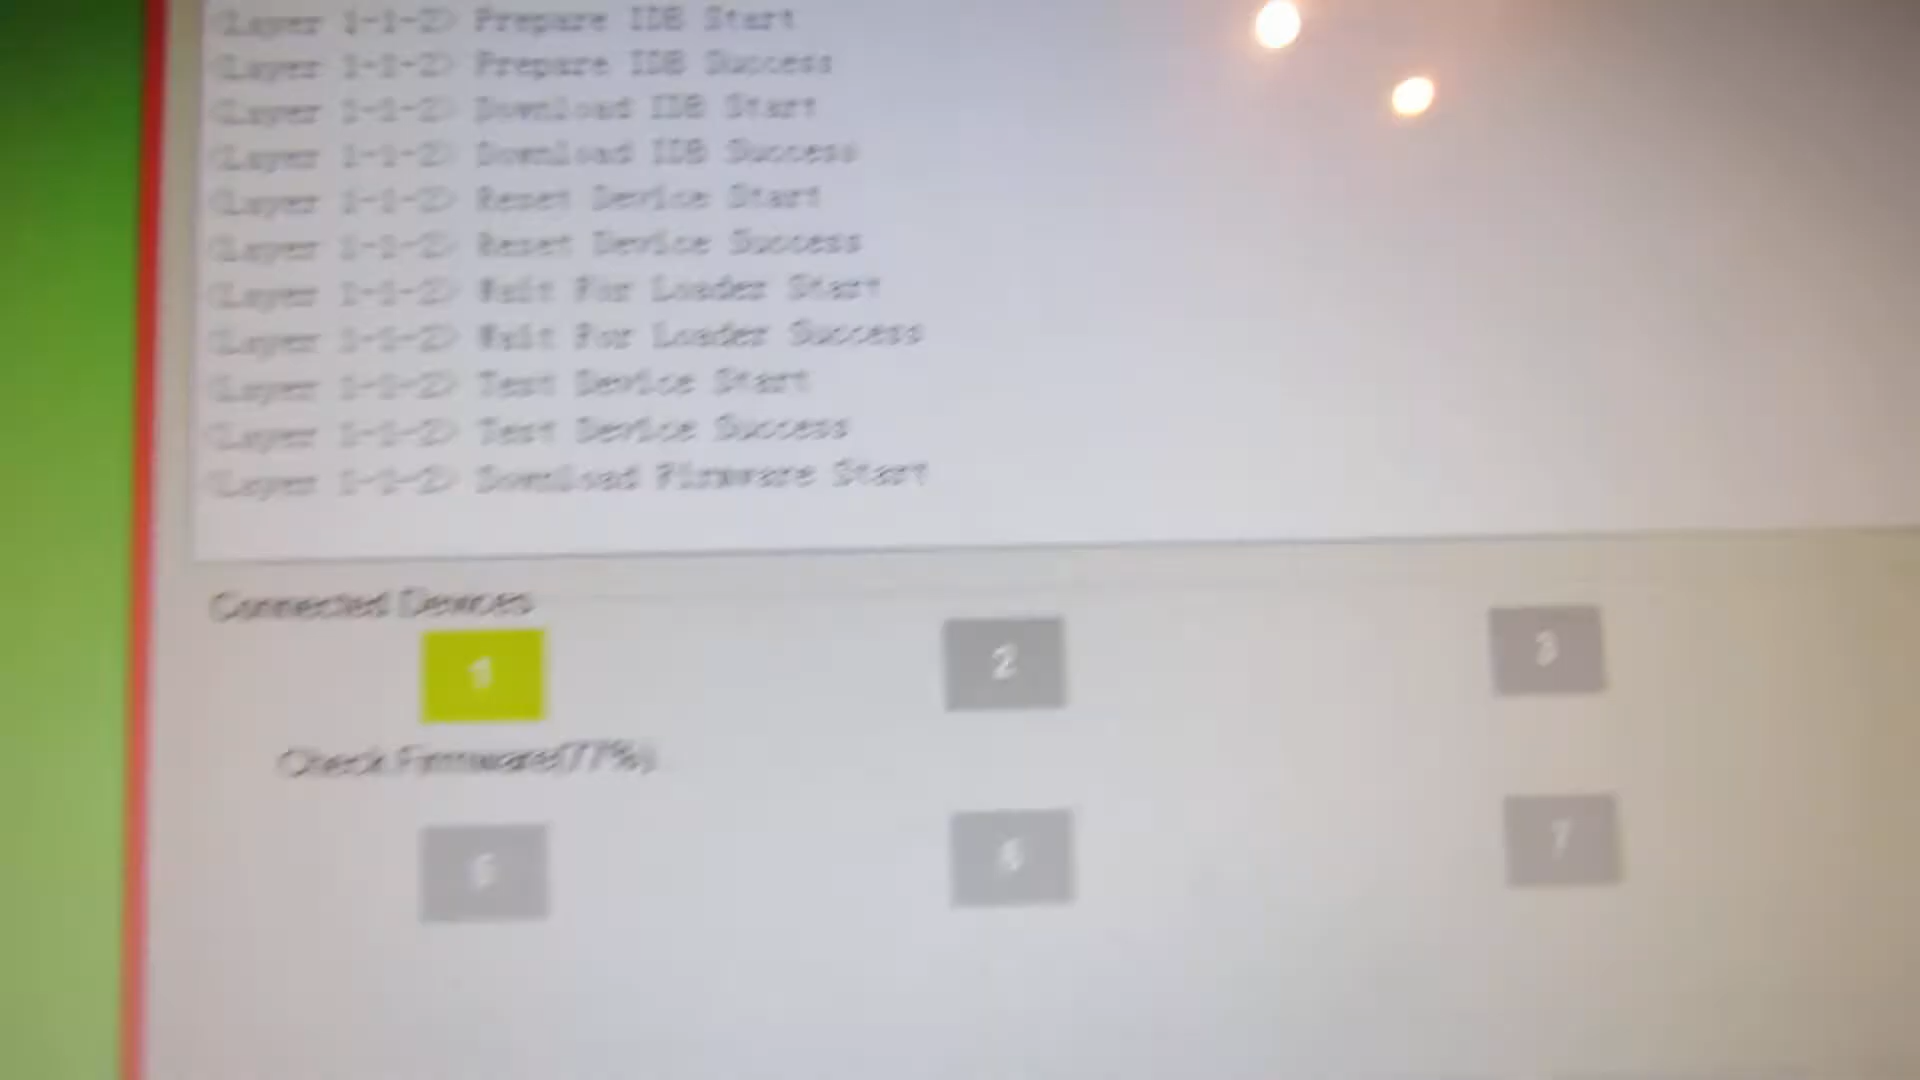 <Layer 1-1-2> Prepare IDB Start
<Layer 1-1-2> Prepare IDB Success
<Layer 1-1-2> Download IDB Start
<Layer 1-1-2> Download IDB Success
<Layer 1-1-2> Reset Device Start
<Layer 1-1-2> Reset Device Success
<Layer 1-1-2> Wait For Loader Start
<Layer 1-1-2> Wait For Loader Success
<Layer 1-1-2> Test Device Start
<Layer 1-1-2> Test Device Success
<Layer 1-1-2> Download Firmware Start
Connected Devices
1 2 3
Check Firmware(77%)
5 6 7